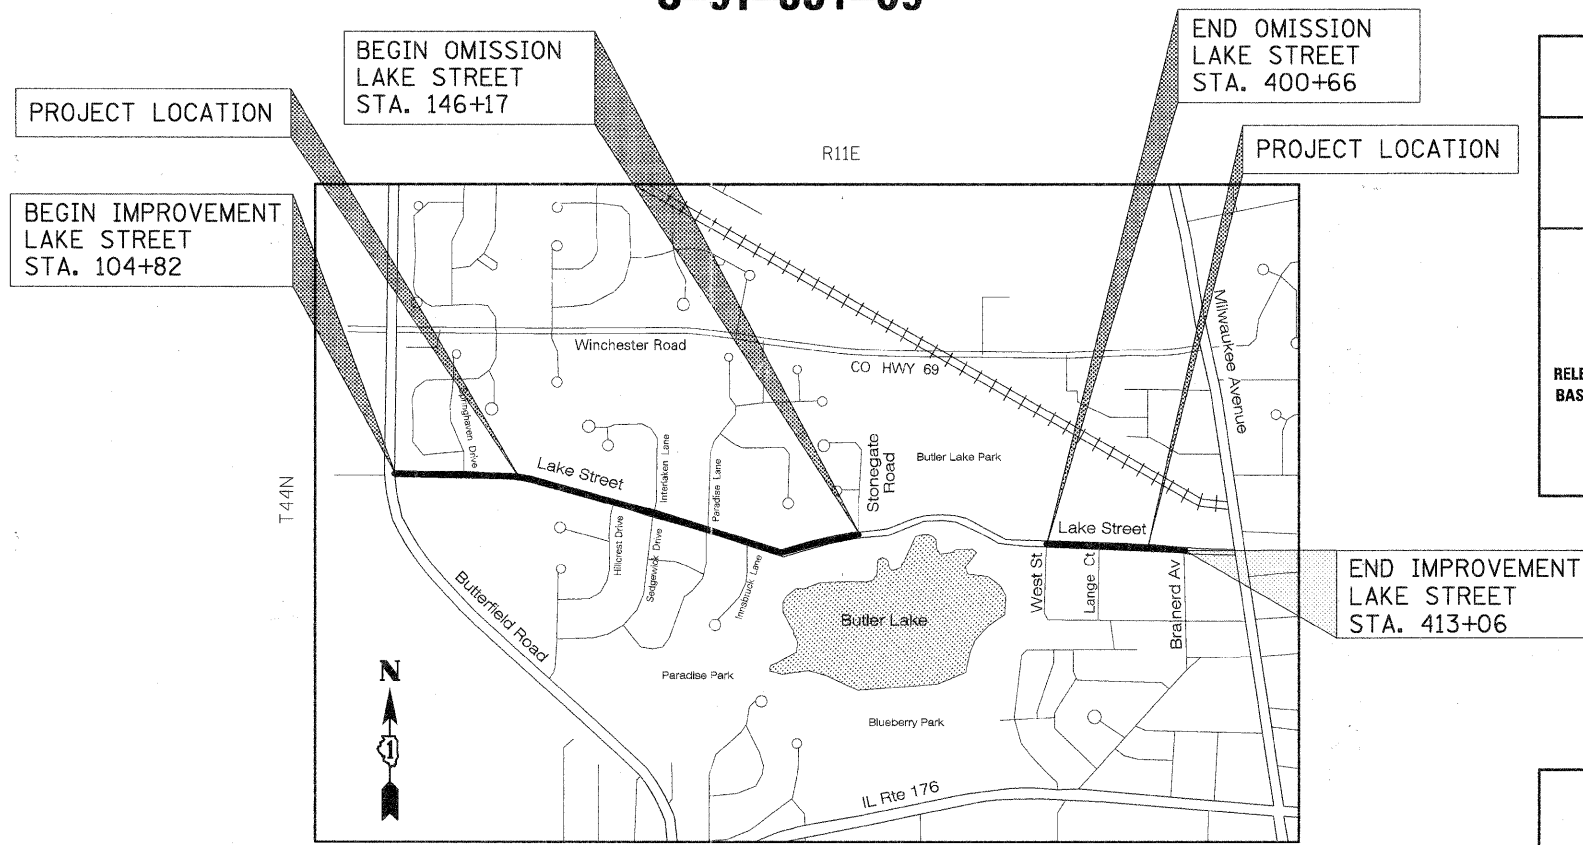 BEGIN OMISSION
LAKE STREET
STA. 146+17
END OMISSION
LAKE STREET
STA. 400+66
PROJECT LOCATION
R11E
PROJECT LOCATION
BEGIN IMPROVEMENT
LAKE STREET
STA. 104+82
Winchester Road
CO HWY 69
Milwaukee Avenue
Lake Street
Interlaken Lane
Paradise Lane
Stonegate
Road
Butler Lake Park
T44N
Hillcrest Drive
Sedgewick Drive
Innsbruck Lane
Lake Street
West St
Lange Ct
Brainerd Av
END IMPROVEMENT
LAKE STREET
STA. 413+06
Butterfield Road
Butler Lake
Paradise Park
Blueberry Park
N
1
IL Rte 176